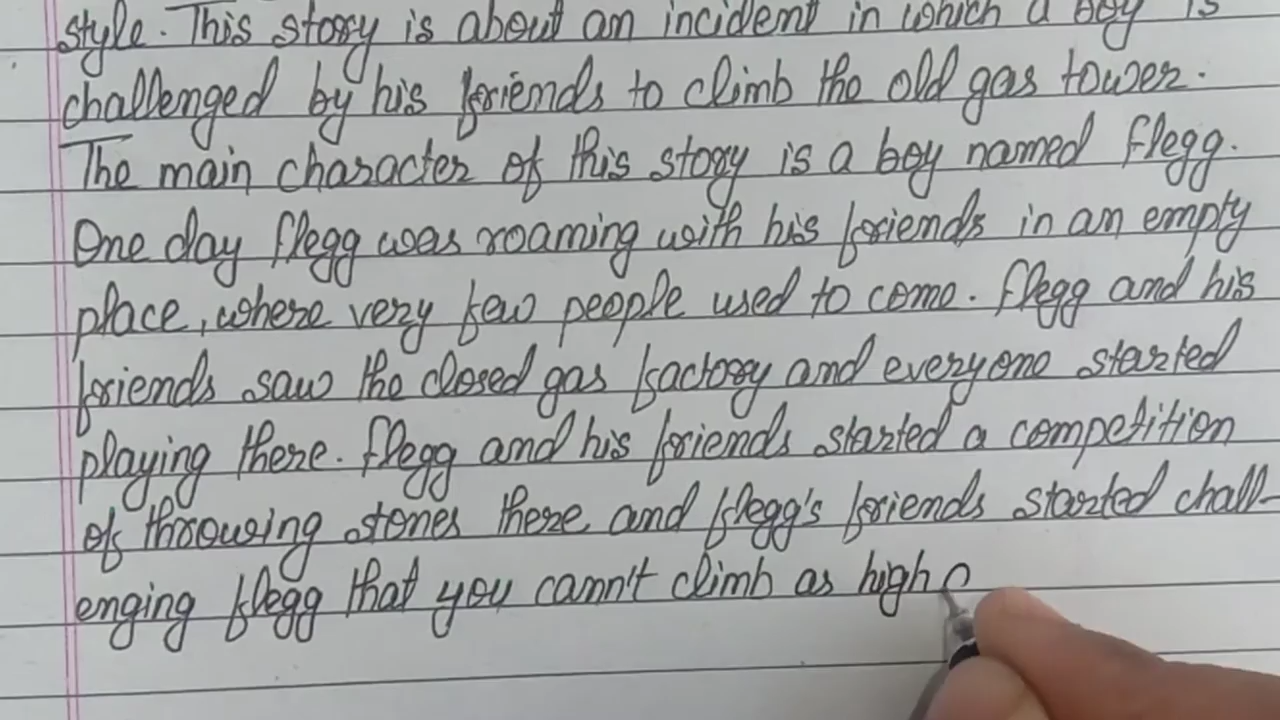 style. This story is about an incident in which a boy is
challenged by his friends to climb the old gas tower.
The main character of this story is a boy named Flegg.
One day Flegg was roaming with his friends in an empty
place, where very few people used to come. Flegg and his
friends saw the closed gas factory and everyone started
playing there. Flegg and his friends started a competition
of throwing stones there and Flegg's friends started chall-
enging Flegg that you cann't climb as high